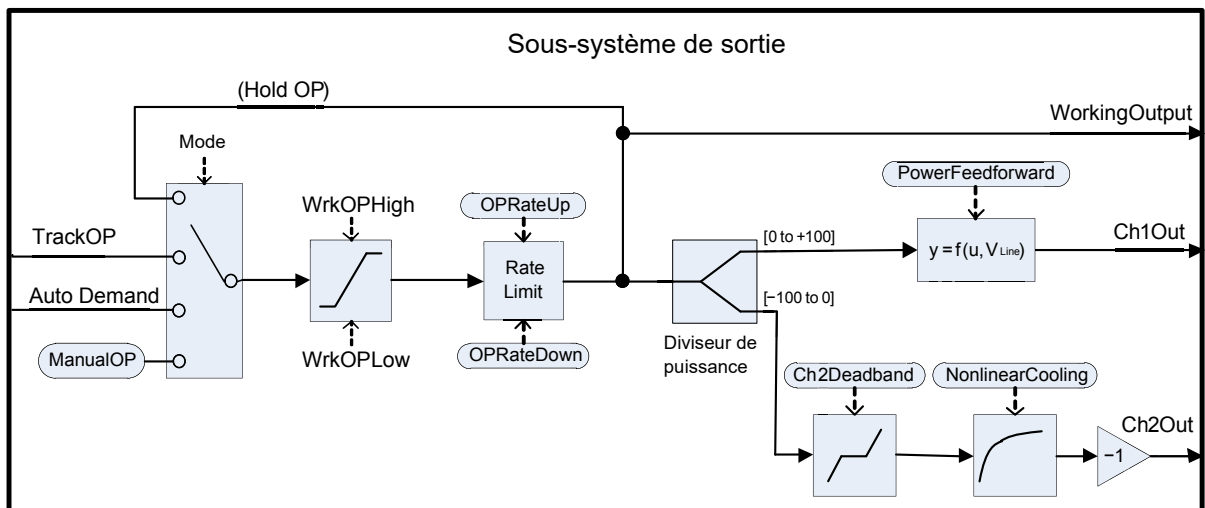 Sous-système de sortie
(Hold OP)
WorkingOutput
Mode
PowerFeedforward
WrkOPHigh
OPRateUp
TrackOP
[0 to +100]
y = f(u, VLine)
Ch1Out
Rate
Limit
Auto Demand
[−100 to 0]
WrkOPLow
OPRateDown
ManualOP
Diviseur de
puissance
Ch2Deadband
NonlinearCooling
Ch2Out
−1